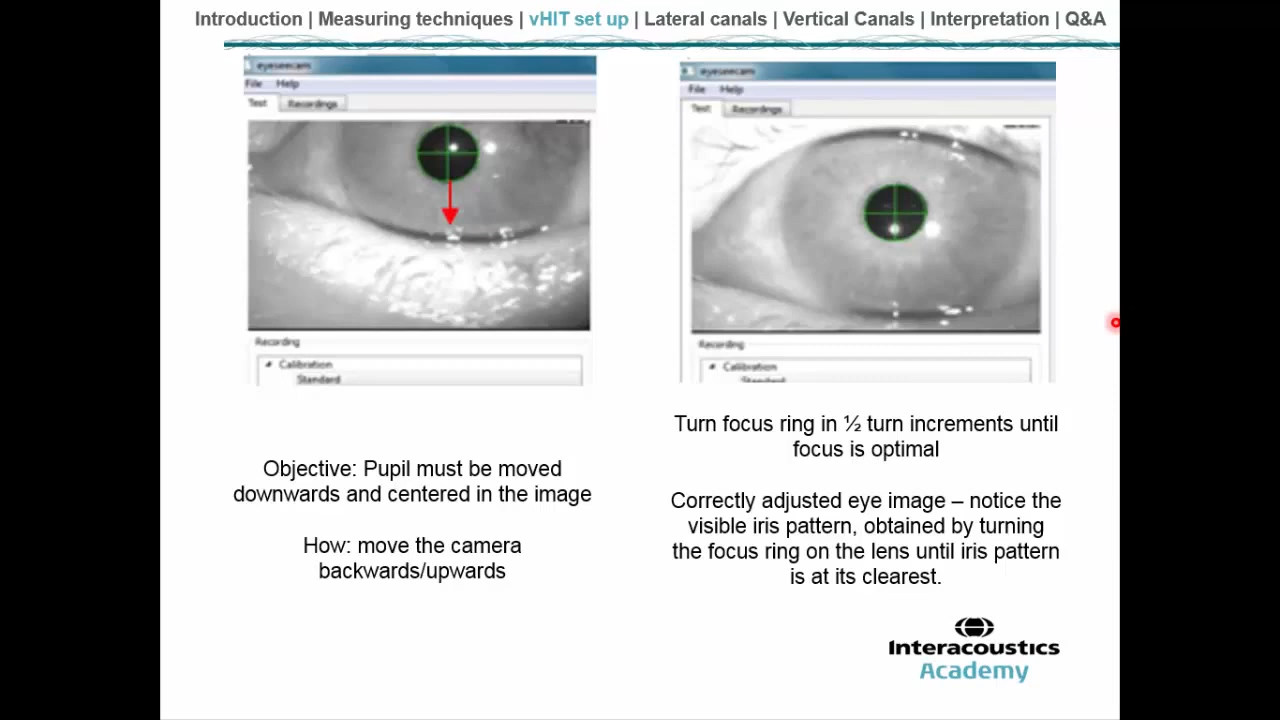 Introduction | Measuring techniques | vHIT set up | Lateral canals | Vertical Canals | Interpretation | Q&A
eyeseecam
File Help
Test Recordings
Recording
Calibration
Standard
eyeseecam
File Help
Test Recordings
Recording
Calibration
Standard
Objective: Pupil must be moved
downwards and centered in the image
How: move the camera
backwards/upwards
Turn focus ring in ½ turn increments until
focus is optimal
Correctly adjusted eye image – notice the
visible iris pattern, obtained by turning
the focus ring on the lens until iris pattern
is at its clearest.
Interacoustics
Academy